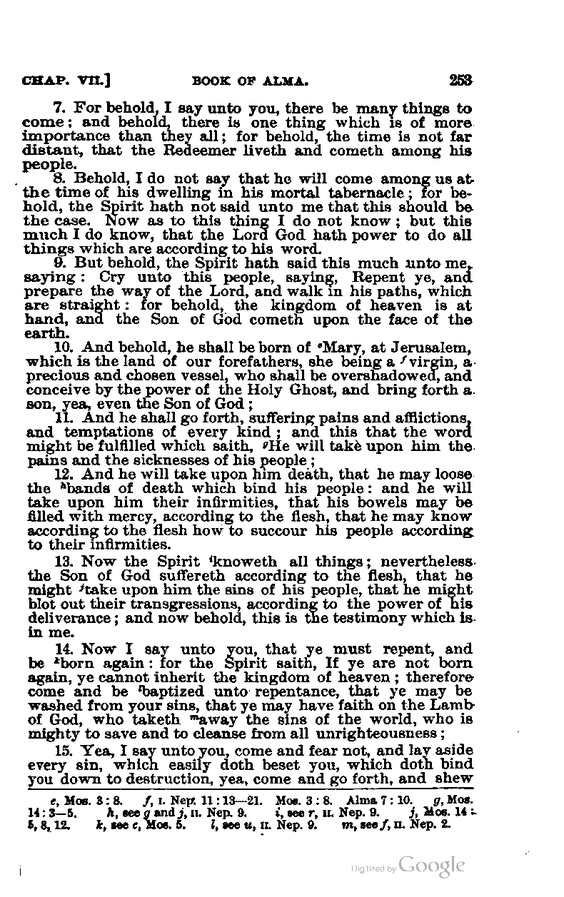 CHAP. VII.] BOOK OF ALMA. 253
7. For behold, I say unto you, there be many things to
come; and behold, there is one thing which is of more
importance than they all; for behold, the time is not far
distant, that the Redeemer liveth and cometh among his
people.
8. Behold, I do not say that he will come among us at
the time of his dwelling in his mortal tabernacle; for be-
hold, the Spirit hath not said unto me that this should be
the case. Now as to this thing I do not know; but this
much I do know, that the Lord God hath power to do all
things which are according to his word.
9. But behold, the Spirit hath said this much unto me,
saying: Cry unto this people, saying, Repent ye, and
prepare the way of the Lord, and walk in his paths, which
are straight: for behold, the kingdom of heaven is at
hand, and the Son of God cometh upon the face of the
earth.
10. And behold, he shall be born of eMary, at Jerusalem,
which is the land of our forefathers, she being a fvirgin, a
precious and chosen vessel, who shall be overshadowed, and
conceive by the power of the Holy Ghost, and bring forth a
son, yea, even the Son of God;
11. And he shall go forth, suffering pains and afflictions,
and temptations of every kind; and this that the word
might be fulfilled which saith, gHe will take upon him the
pains and the sicknesses of his people;
12. And he will take upon him death, that he may loose
the hbands of death which bind his people: and he will
take upon him their infirmities, that his bowels may be
filled with mercy, according to the flesh, that he may know
according to the flesh how to succour his people according
to their infirmities.
13. Now the Spirit iknoweth all things; nevertheless
the Son of God suffereth according to the flesh, that he
might jtake upon him the sins of his people, that he might
blot out their transgressions, according to the power of his
deliverance; and now behold, this is the testimony which is
in me.
14. Now I say unto you, that ye must repent, and
be kborn again: for the Spirit saith, If ye are not born
again, ye cannot inherit the kingdom of heaven; therefore
come and be lbaptized unto repentance, that ye may be
washed from your sins, that ye may have faith on the Lamb
of God, who taketh maway the sins of the world, who is
mighty to save and to cleanse from all unrighteousness;
15. Yea, I say unto you, come and fear not, and lay aside
every sin, which easily doth beset you, which doth bind
you down to destruction, yea, come and go forth, and shew
e, Mos. 3: 8. f, I. Nep. 11: 13—21. Mos. 3: 8. Alma 7: 10. g, Mos.
14: 3—5. h, see g and j, II. Nep. 9. i, see r, II. Nep. 9. j, Mos. 14:
5, 8, 12. k, see c, Mos. 5. l, see u, II. Nep. 9. m, see f, II. Nep. 2.
Digitized by Google